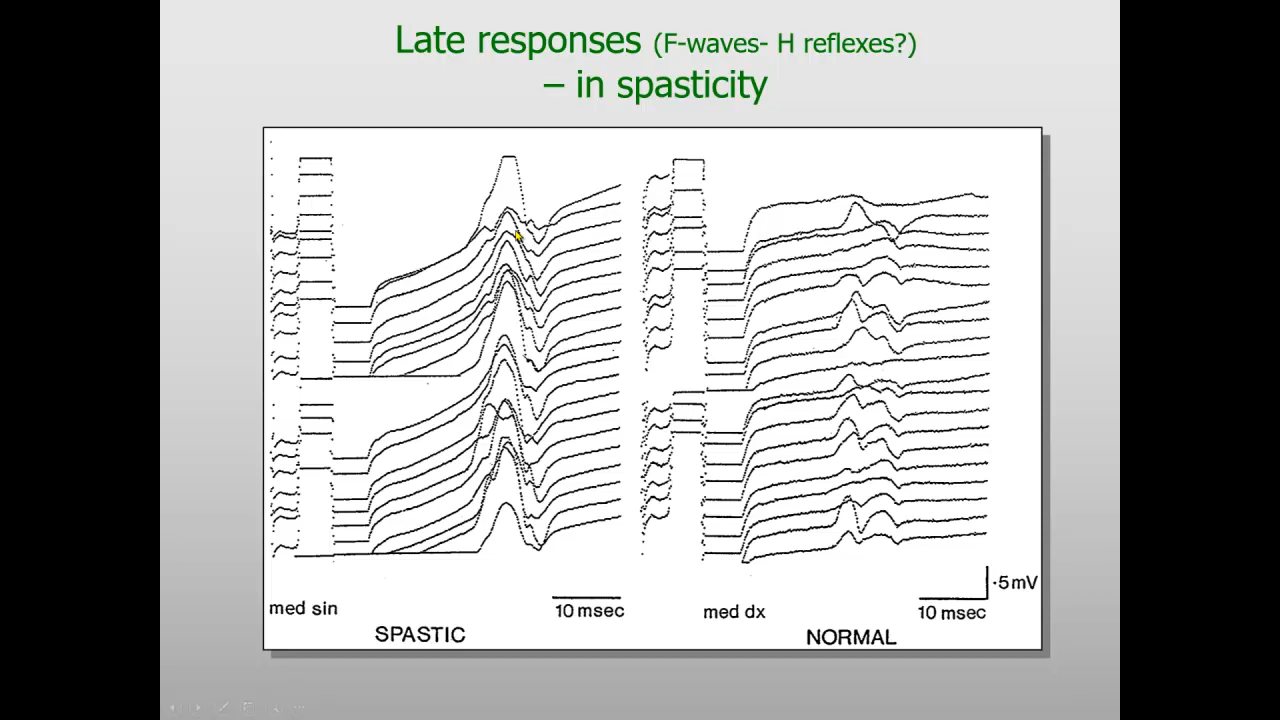 Late responses (F-waves- H reflexes?)
– in spasticity
·5mV
med sin
10 msec
med dx
10 msec
SPASTIC
NORMAL